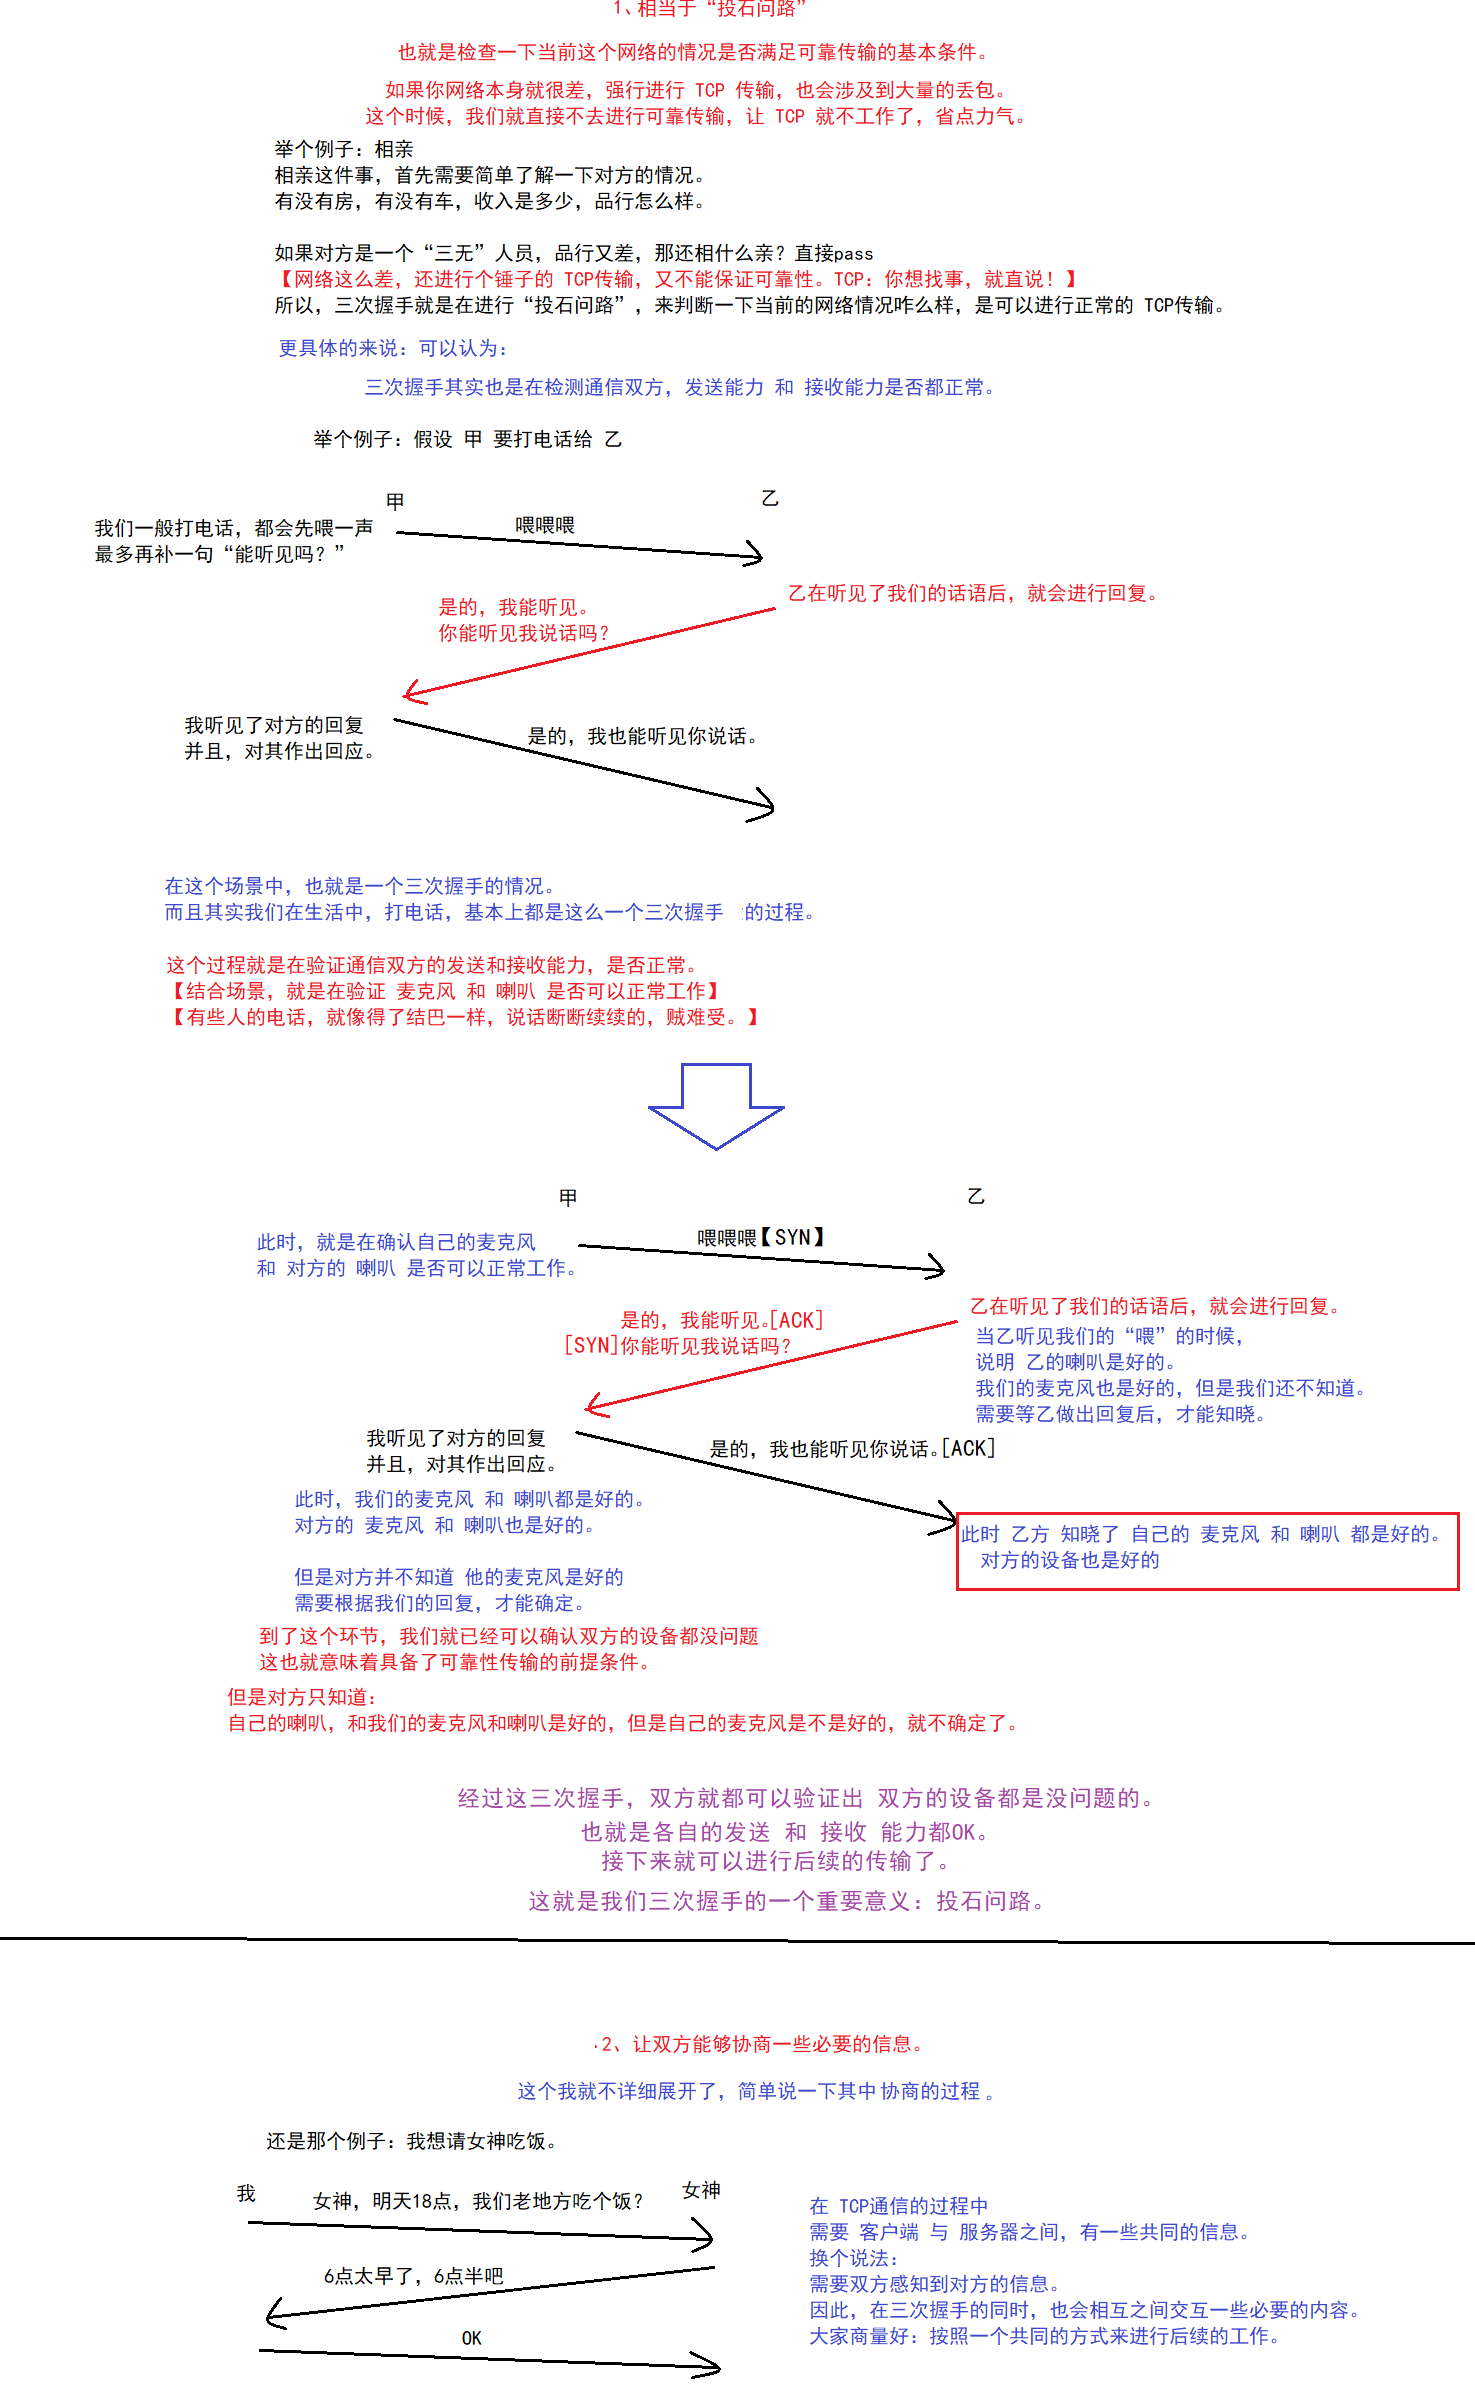 1、相当于“投石问路”
也就是检查一下当前这个网络的情况是否满足可靠传输的基本条件。
如果你网络本身就很差，强行进行 TCP 传输，也会涉及到大量的丢包。
这个时候，我们就直接不去进行可靠传输，让 TCP 就不工作了，省点力气。
举个例子：相亲
相亲这件事，首先需要简单了解一下对方的情况。
有没有房，有没有车，收入是多少，品行怎么样。
如果对方是一个“三无”人员，品行又差，那还相什么亲？直接pass
【网络这么差，还进行个锤子的 TCP传输，又不能保证可靠性。TCP：你想找事，就直说！】
所以，三次握手就是在进行“投石问路”，来判断一下当前的网络情况咋么样，是可以进行正常的 TCP传输。
更具体的来说：可以认为：
三次握手其实也是在检测通信双方，发送能力 和 接收能力是否都正常。
举个例子：假设 甲 要打电话给 乙
甲
乙
我们一般打电话，都会先喂一声
最多再补一句“能听见吗？”
喂喂喂
乙在听见了我们的话语后，就会进行回复。
是的，我能听见。
你能听见我说话吗？
我听见了对方的回复
并且，对其作出回应。
是的，我也能听见你说话。
在这个场景中，也就是一个三次握手的情况。
而且其实我们在生活中，打电话，基本上都是这么一个三次握手 的过程。
这个过程就是在验证通信双方的发送和接收能力，是否正常。
【结合场景，就是在验证 麦克风 和 喇叭 是否可以正常工作】
【有些人的电话，就像得了结巴一样，说话断断续续的，贼难受。】
甲
乙
喂喂喂【SYN】
此时，就是在确认自己的麦克风
和 对方的 喇叭 是否可以正常工作。
是的，我能听见。[ACK]
[SYN]你能听见我说话吗？
乙在听见了我们的话语后，就会进行回复。
当乙听见我们的“喂”的时候，
说明 乙的喇叭是好的。
我们的麦克风也是好的，但是我们还不知道。
需要等乙做出回复后，才能知晓。
我听见了对方的回复
并且，对其作出回应。
是的，我也能听见你说话。[ACK]
此时，我们的麦克风 和 喇叭都是好的。
对方的 麦克风 和 喇叭也是好的。
此时 乙方 知晓了 自己的 麦克风 和 喇叭 都是好的。
对方的设备也是好的
但是对方并不知道 他的麦克风是好的
需要根据我们的回复，才能确定。
到了这个环节，我们就已经可以确认双方的设备都没问题
这也就意味着具备了可靠性传输的前提条件。
但是对方只知道：
自己的喇叭，和我们的麦克风和喇叭是好的，但是自己的麦克风是不是好的，就不确定了。
经过这三次握手，双方就都可以验证出 双方的设备都是没问题的。
也就是各自的发送 和 接收 能力都OK。
接下来就可以进行后续的传输了。
这就是我们三次握手的一个重要意义：投石问路。
2、让双方能够协商一些必要的信息。
这个我就不详细展开了，简单说一下其中协商的过程。
还是那个例子：我想请女神吃饭。
我
女神
女神，明天18点，我们老地方吃个饭？
6点太早了，6点半吧
OK
在 TCP通信的过程中
需要 客户端 与 服务器之间，有一些共同的信息。
换个说法：
需要双方感知到对方的信息。
因此，在三次握手的同时，也会相互之间交互一些必要的内容。
大家商量好：按照一个共同的方式来进行后续的工作。